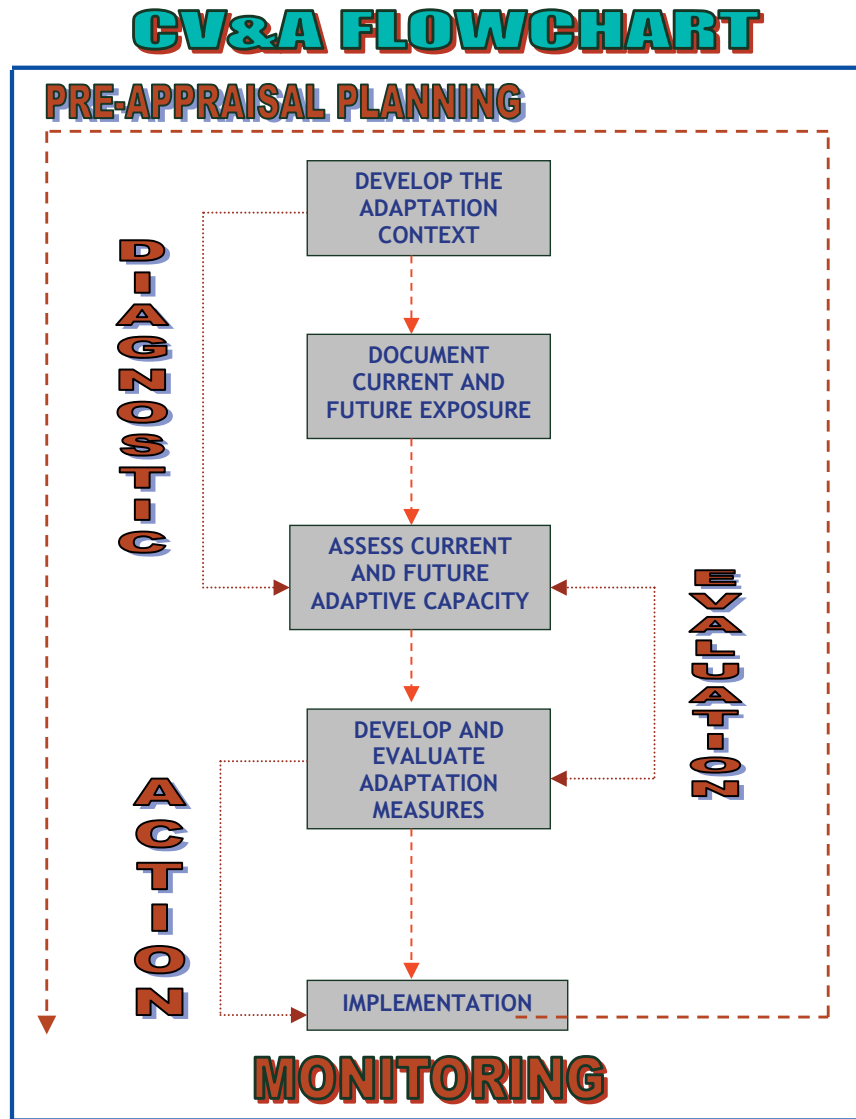 CV&A FLOWCHART
PRE-APPRAISAL PLANNING
DEVELOP THE
ADAPTATION
CONTEXT
DIAGNOSTIC
DOCUMENT
CURRENT AND
FUTURE EXPOSURE
ASSESS CURRENT
AND FUTURE
ADAPTIVE CAPACITY
EVALUATION
DEVELOP AND
EVALUATE
ADAPTATION
MEASURES
ACTION
IMPLEMENTATION
MONITORING